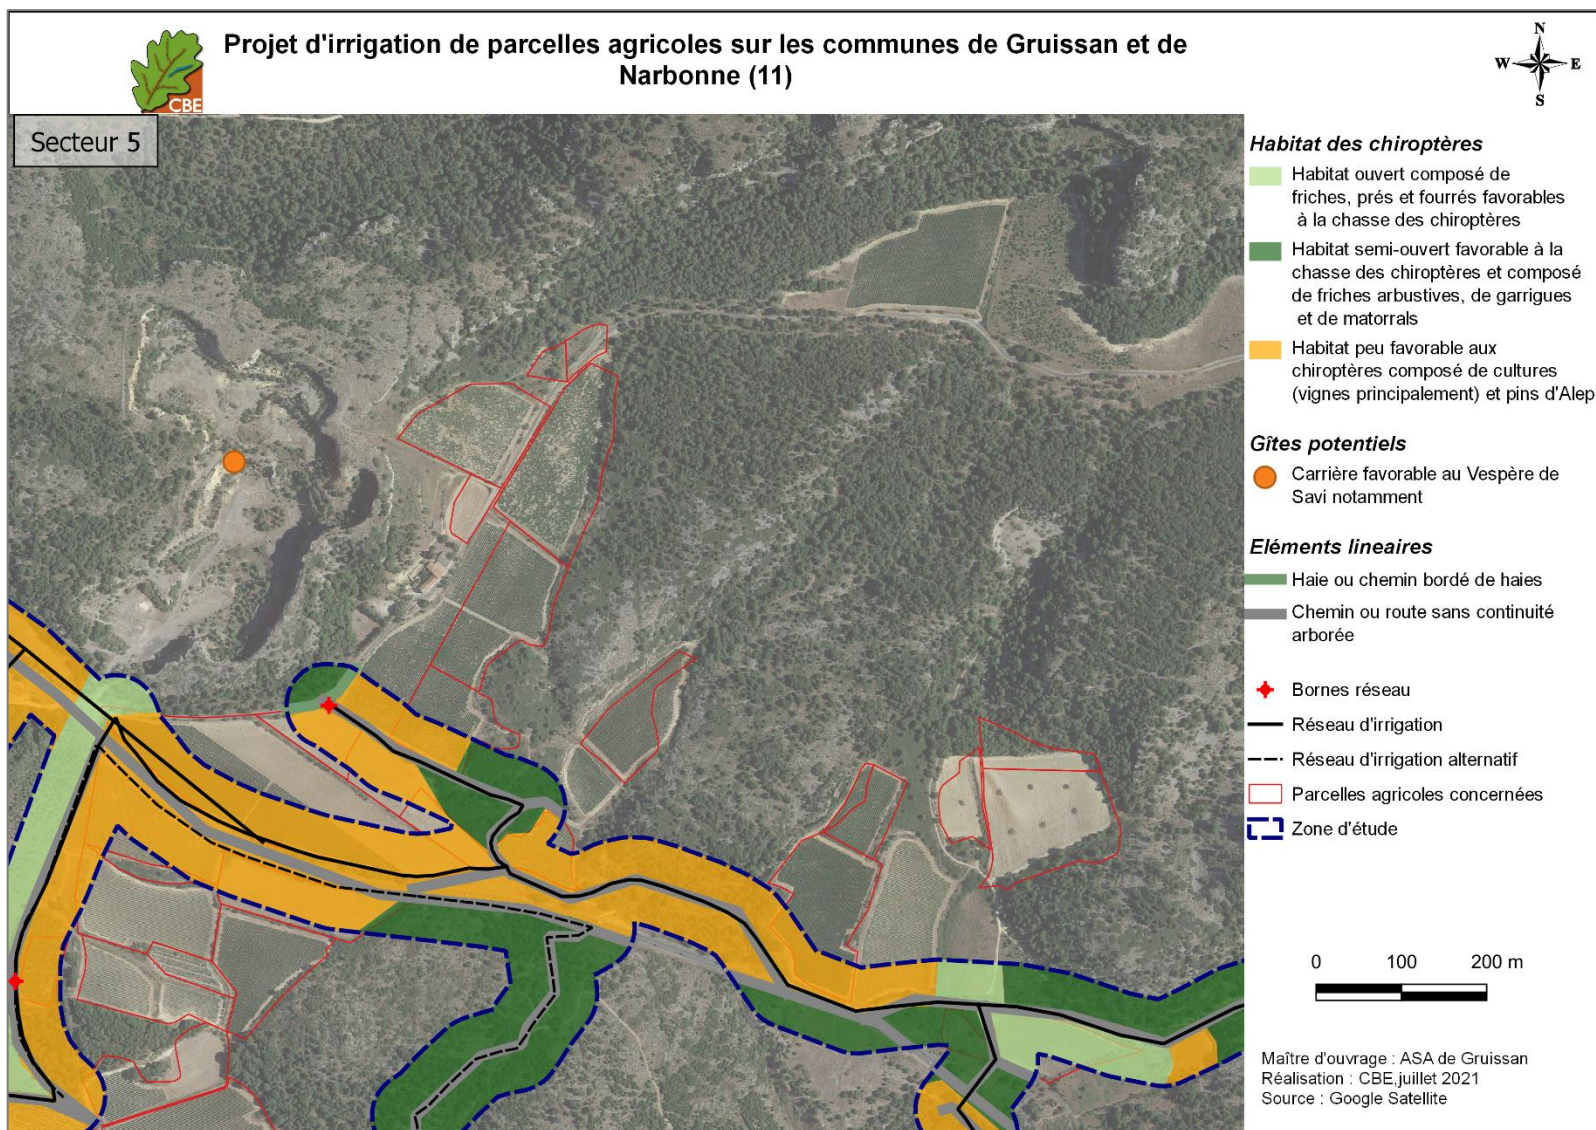 Projet d'irrigation de parcelles agricoles sur les communes de Gruissan et de
Narbonne (11)
CBE
N
W E
S
Secteur 5
Habitat des chiroptères
Habitat ouvert composé de
friches, prés et fourrés favorables
à la chasse des chiroptères
Habitat semi-ouvert favorable à la
chasse des chiroptères et composé
de friches arbustives, de garrigues
et de matorrals
Habitat peu favorable aux
chiroptères composé de cultures
(vignes principalement) et pins d'Alep
Gîtes potentiels
Carrière favorable au Vespère de
Savi notamment
Eléments lineaires
Haie ou chemin bordé de haies
Chemin ou route sans continuité
arborée
Bornes réseau
Réseau d'irrigation
Réseau d'irrigation alternatif
Parcelles agricoles concernées
Zone d'étude
0 100 200 m
Maître d'ouvrage : ASA de Gruissan
Réalisation : CBE,juillet 2021
Source : Google Satellite